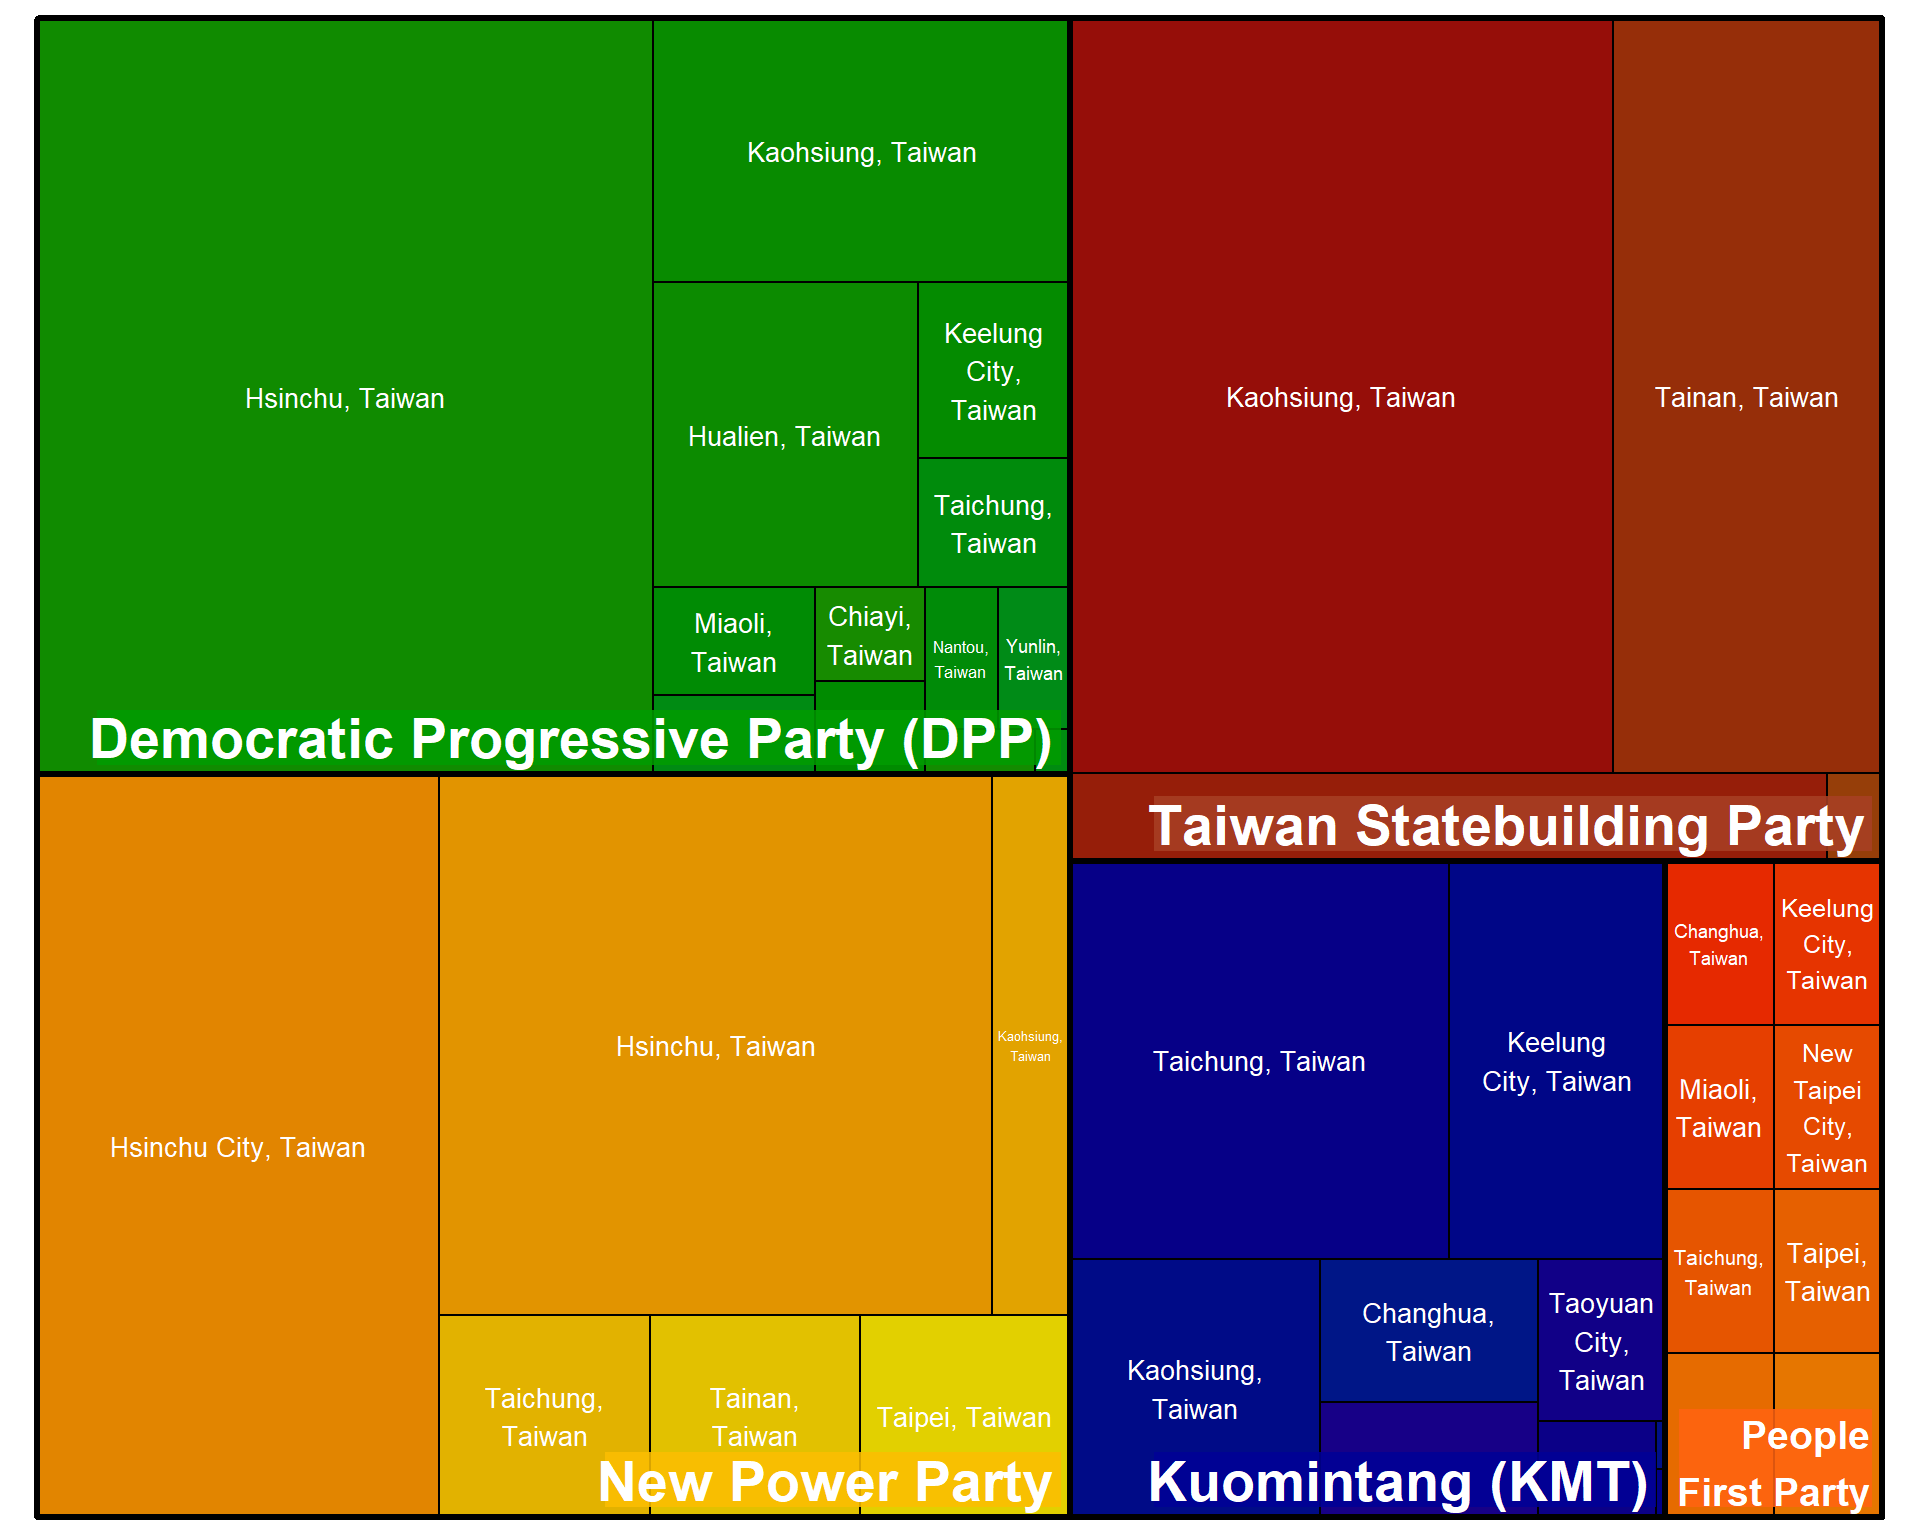 Hsinchu, Taiwan
Kaohsiung, Taiwan
Hualien, Taiwan
Keelung
City,
Taiwan
Taichung,
Taiwan
Miaoli,
Taiwan
Chiayi,
Taiwan
Nantou,
Taiwan
Yunlin,
Taiwan
Democratic Progressive Party (DPP)
Kaohsiung, Taiwan
Tainan, Taiwan
Taiwan Statebuilding Party
Hsinchu City, Taiwan
Hsinchu, Taiwan
Kaohsiung,
Taiwan
Taichung,
Taiwan
Tainan,
Taiwan
Taipei, Taiwan
New Power Party
Taichung, Taiwan
Keelung
City, Taiwan
Kaohsiung,
Taiwan
Changhua,
Taiwan
Taoyuan
City,
Taiwan
Kuomintang (KMT)
Changhua,
Taiwan
Keelung
City,
Taiwan
Miaoli,
Taiwan
New
Taipei
City,
Taiwan
Taichung,
Taiwan
Taipei,
Taiwan
People
First Party